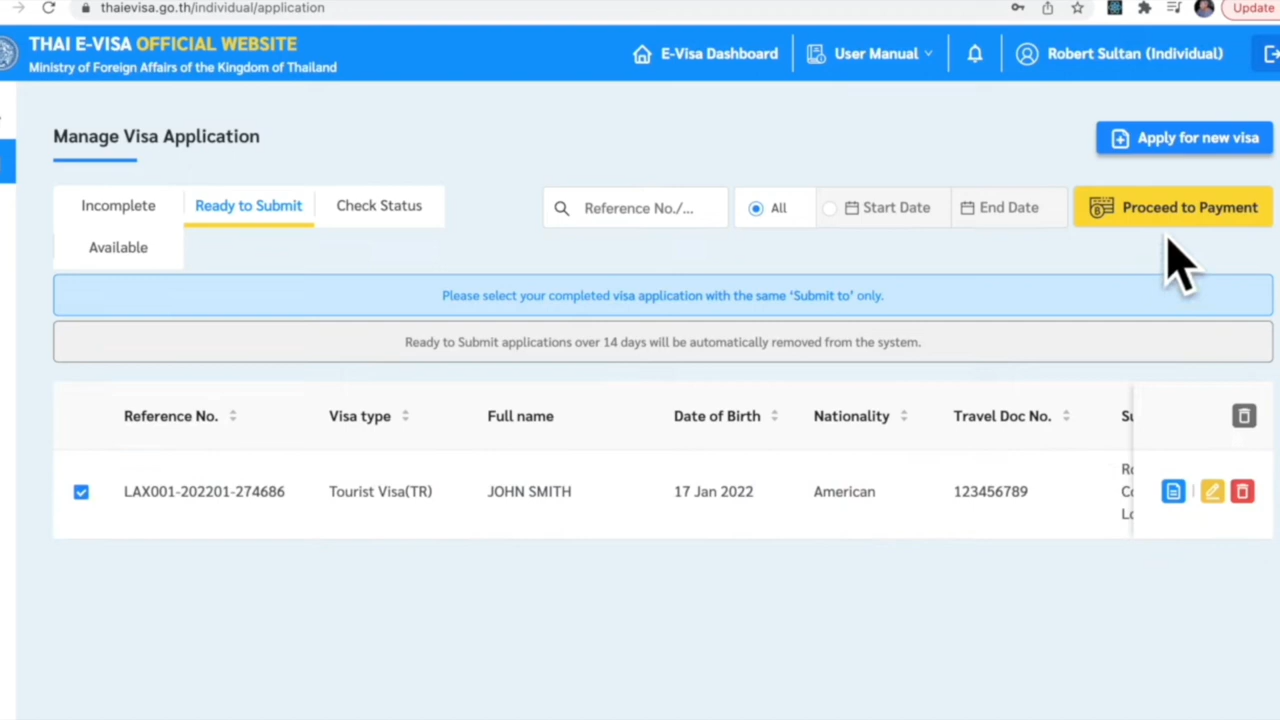 thaievisa.go.th/individual/application
Update
THAI E-VISA OFFICIAL WEBSITE
Ministry of Foreign Affairs of the Kingdom of Thailand
E-Visa Dashboard
User Manual
Robert Sultan (Individual)
Manage Visa Application
Apply for new visa
Incomplete
Ready to Submit
Check Status
Available
Reference No./...
All
Start Date
End Date
Proceed to Payment
Please select your completed visa application with the same ‘Submit to’ only.
Ready to Submit applications over 14 days will be automatically removed from the system.
Reference No.
Visa type
Full name
Date of Birth
Nationality
Travel Doc No.
LAX001-202201-274686
Tourist Visa(TR)
JOHN SMITH
17 Jan 2022
American
123456789